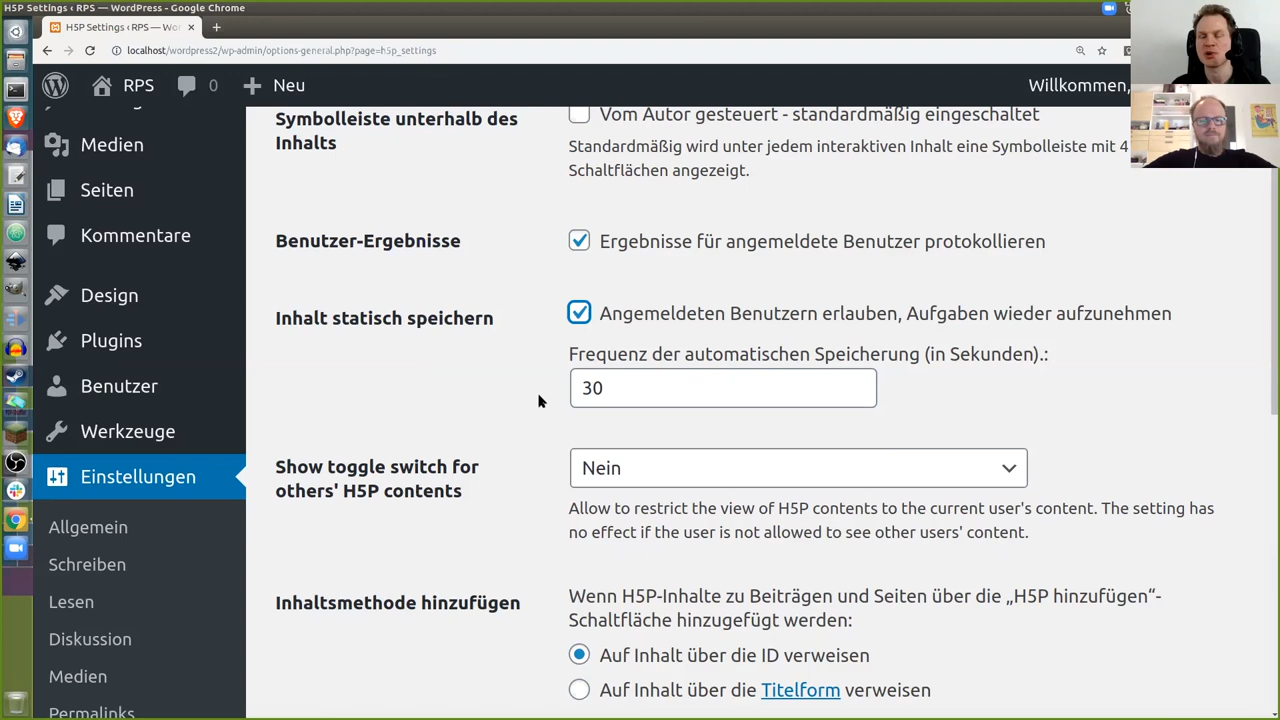 H5P Settings ‹ RPS — WordPress - Google Chrome
H5P Settings ‹ RPS — Wor
localhost/wordpress2/wp-admin/options-general.php?page=h5p_settings
RPS
0
Neu
Willkommen,
Medien
Seiten
Kommentare
Design
Plugins
Benutzer
Werkzeuge
Einstellungen
Allgemein
Schreiben
Lesen
Diskussion
Medien
Permalinks
Symbolleiste unterhalb des
Inhalts
Vom Autor gesteuert - standardmäßig eingeschaltet
Standardmäßig wird unter jedem interaktiven Inhalt eine Symbolleiste mit 4
Schaltflächen angezeigt.
Benutzer-Ergebnisse
Ergebnisse für angemeldete Benutzer protokollieren
Inhalt statisch speichern
Angemeldeten Benutzern erlauben, Aufgaben wieder aufzunehmen
Frequenz der automatischen Speicherung (in Sekunden).:
30
Show toggle switch for
others' H5P contents
Nein
Allow to restrict the view of H5P contents to the current user's content. The setting has
no effect if the user is not allowed to see other users' content.
Inhaltsmethode hinzufügen
Wenn H5P-Inhalte zu Beiträgen und Seiten über die „H5P hinzufügen“-
Schaltfläche hinzugefügt werden:
Auf Inhalt über die ID verweisen
Auf Inhalt über die Titelform verweisen